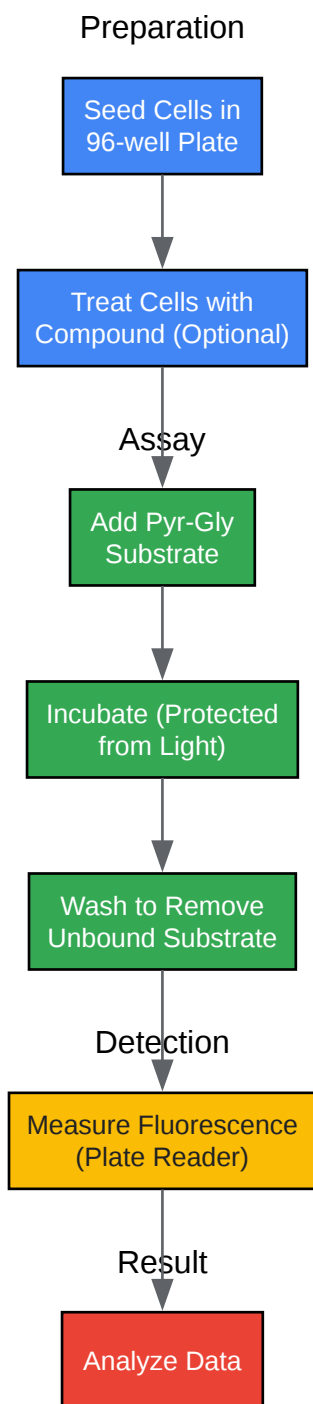 Preparation
Seed Cells in
96-well Plate
Treat Cells with
Compound (Optional)
Assay
Add Pyr-Gly
Substrate
Incubate (Protected
from Light)
Wash to Remove
Unbound Substrate
Detection
Measure Fluorescence
(Plate Reader)
Result
Analyze Data